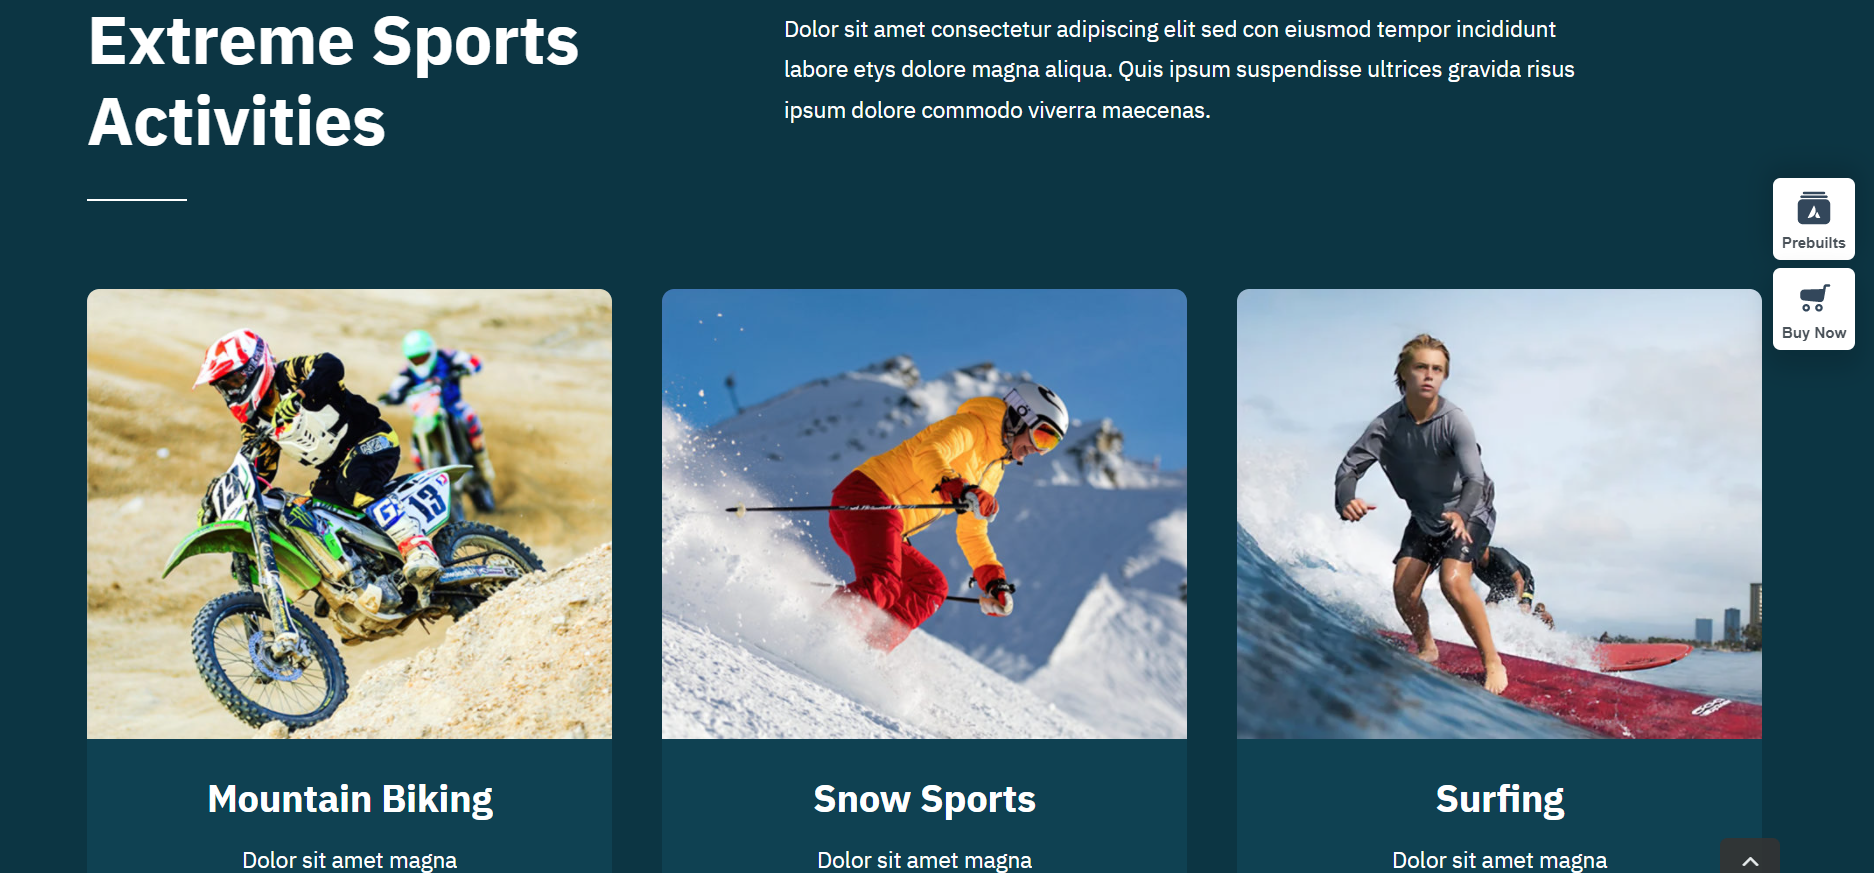 Extreme Sports
Activities
Dolor sit amet consectetur adipiscing elit sed con eiusmod tempor incididunt
labore etys dolore magna aliqua. Quis ipsum suspendisse ultrices gravida risus
ipsum dolore commodo viverra maecenas.
Prebuilts
Buy Now
13
13
Mountain Biking
Snow Sports
Surfing
Dolor sit amet magna
Dolor sit amet magna
Dolor sit amet magna